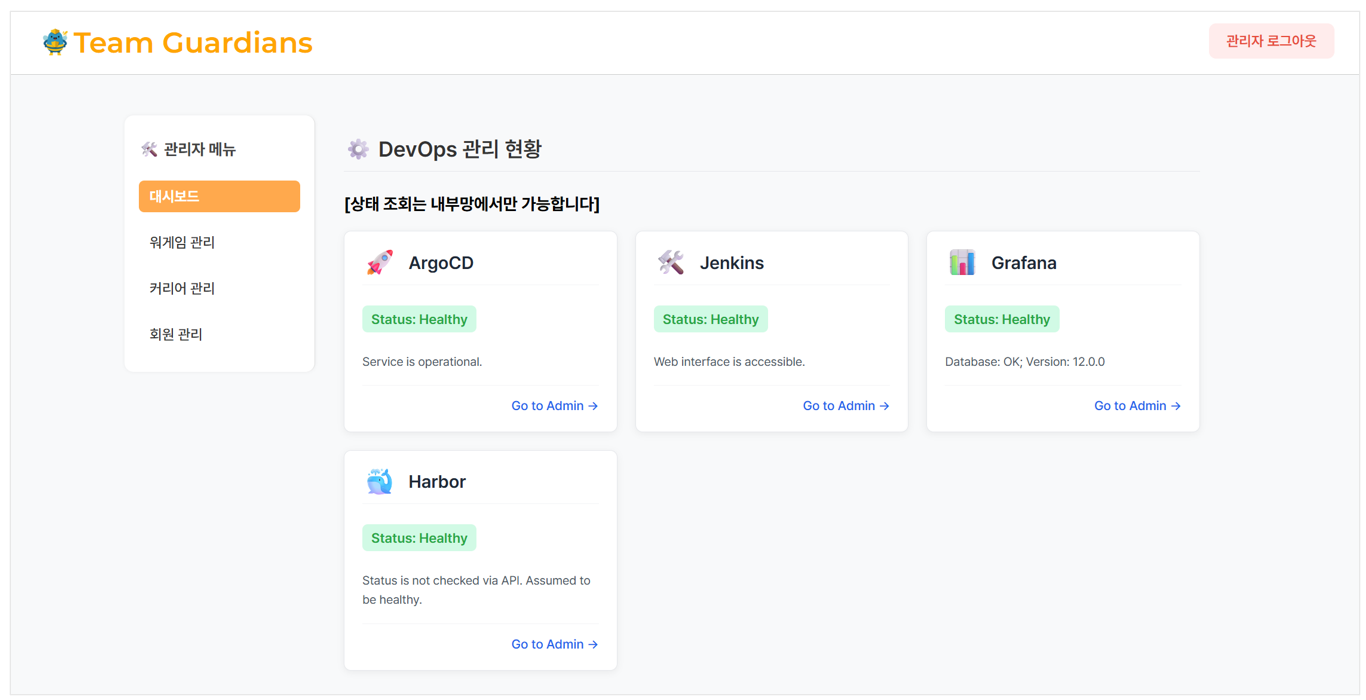 Team Guardians
관리자 로그아웃
관리자 메뉴
대시보드
워게임 관리
커리어 관리
회원 관리
DevOps 관리 현황
[상태 조회는 내부망에서만 가능합니다]
ArgoCD
Status: Healthy
Service is operational.
Go to Admin →
Jenkins
Status: Healthy
Web interface is accessible.
Go to Admin →
Grafana
Status: Healthy
Database: OK; Version: 12.0.0
Go to Admin →
Harbor
Status: Healthy
Status is not checked via API. Assumed to
be healthy.
Go to Admin →